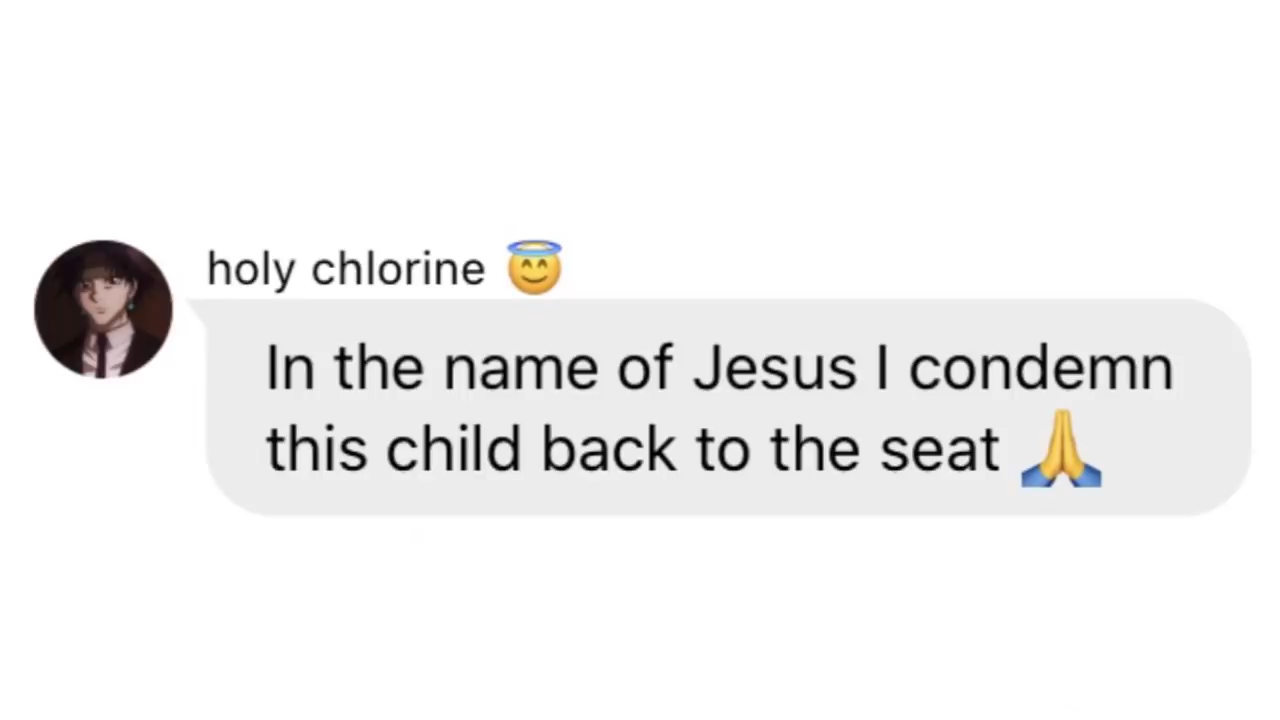 holy chlorine 😇
In the name of Jesus I condemn
this child back to the seat 🙏